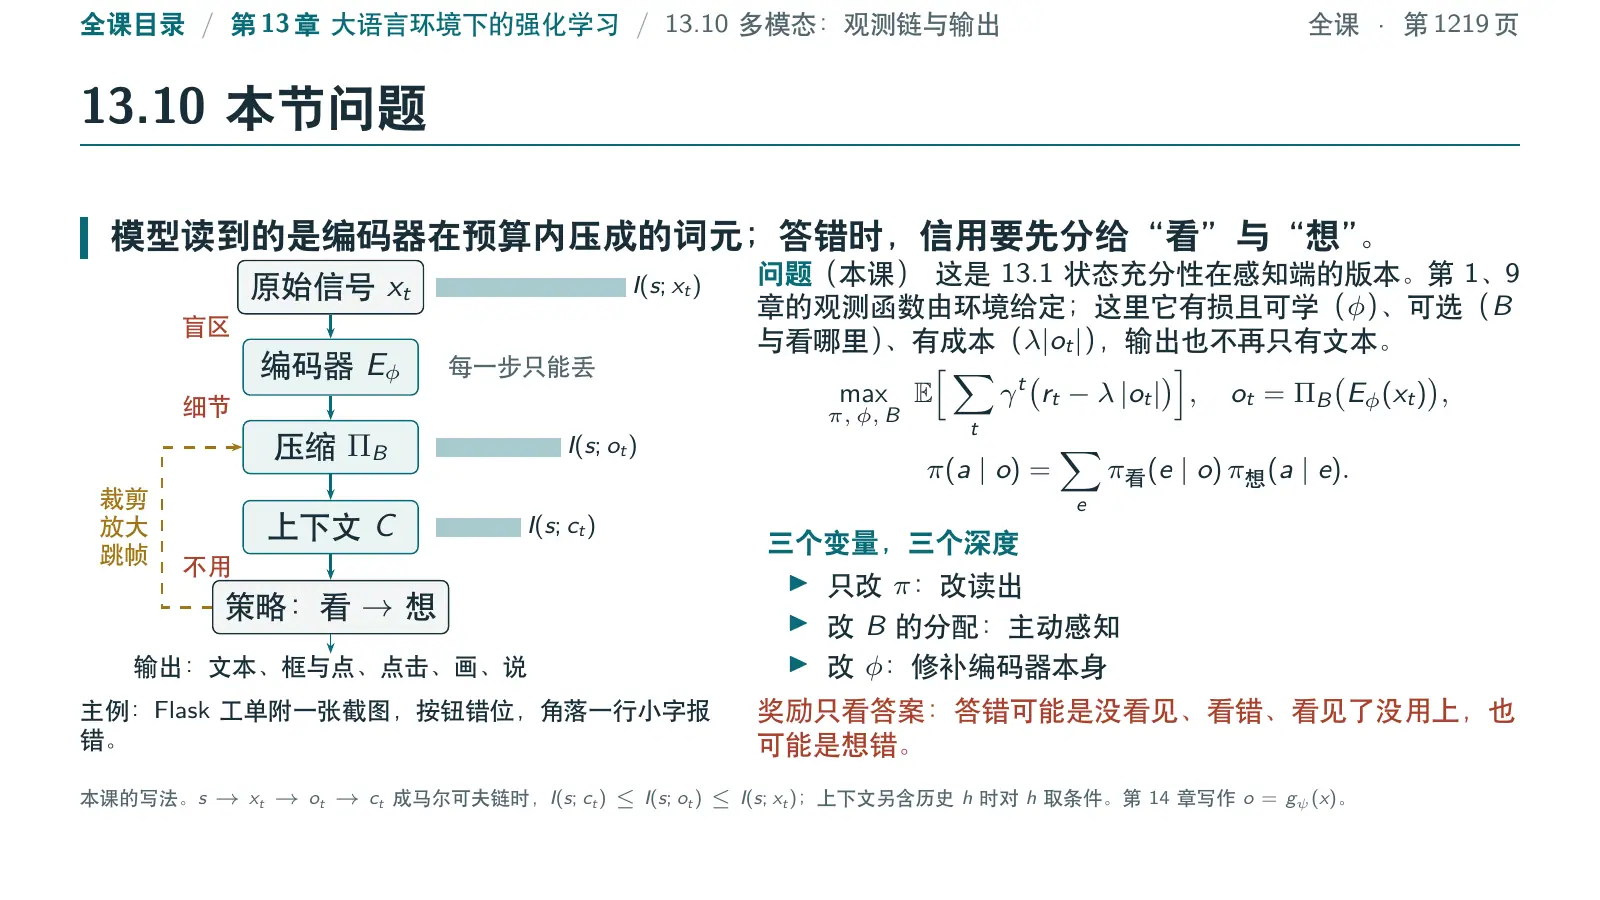 全课目录 / 第 13 章 大语言环境下的强化学习 / 13.10 多模态：观测链与输出
全课 · 第 1219 页
13.10 本节问题
模型读到的是编码器在预算内压成的词元；答错时，信用要先分给“看”与“想”。
原始信号 x_t
I(s; x_t)
盲区
编码器 E_ϕ
每一步只能丢
细节
压缩 Π_B
I(s; o_t)
裁剪
放大
跳帧
上下文 C
I(s; c_t)
不用
策略：看 → 想
输出：文本、框与点、点击、画、说
主例：Flask 工单附一张截图，按钮错位，角落一行小字报
错。
问题（本课） 这是 13.1 状态充分性在感知端的版本。第 1、9
章的观测函数由环境给定；这里它有损且可学（ϕ）、可选（B
与看哪里）、有成本（λ|o_t|），输出也不再只有文本。
max_{π, ϕ, B} 𝔼[∑_t γ^t(r_t − λ |o_t|)], o_t = Π_B(E_ϕ(x_t)),
π(a | o) = ∑_e π_看(e | o) π_想(a | e).
三个变量，三个深度
▶ 只改 π：改读出
▶ 改 B 的分配：主动感知
▶ 改 ϕ：修补编码器本身
奖励只看答案：答错可能是没看见、看错、看见了没用上，也
可能是想错。
本课的写法。s → x_t → o_t → c_t 成马尔可夫链时，I(s; c_t) ≤ I(s; o_t) ≤ I(s; x_t)；上下文另含历史 h 时对 h 取条件。第 14 章写作 o = g_ψ(x)。